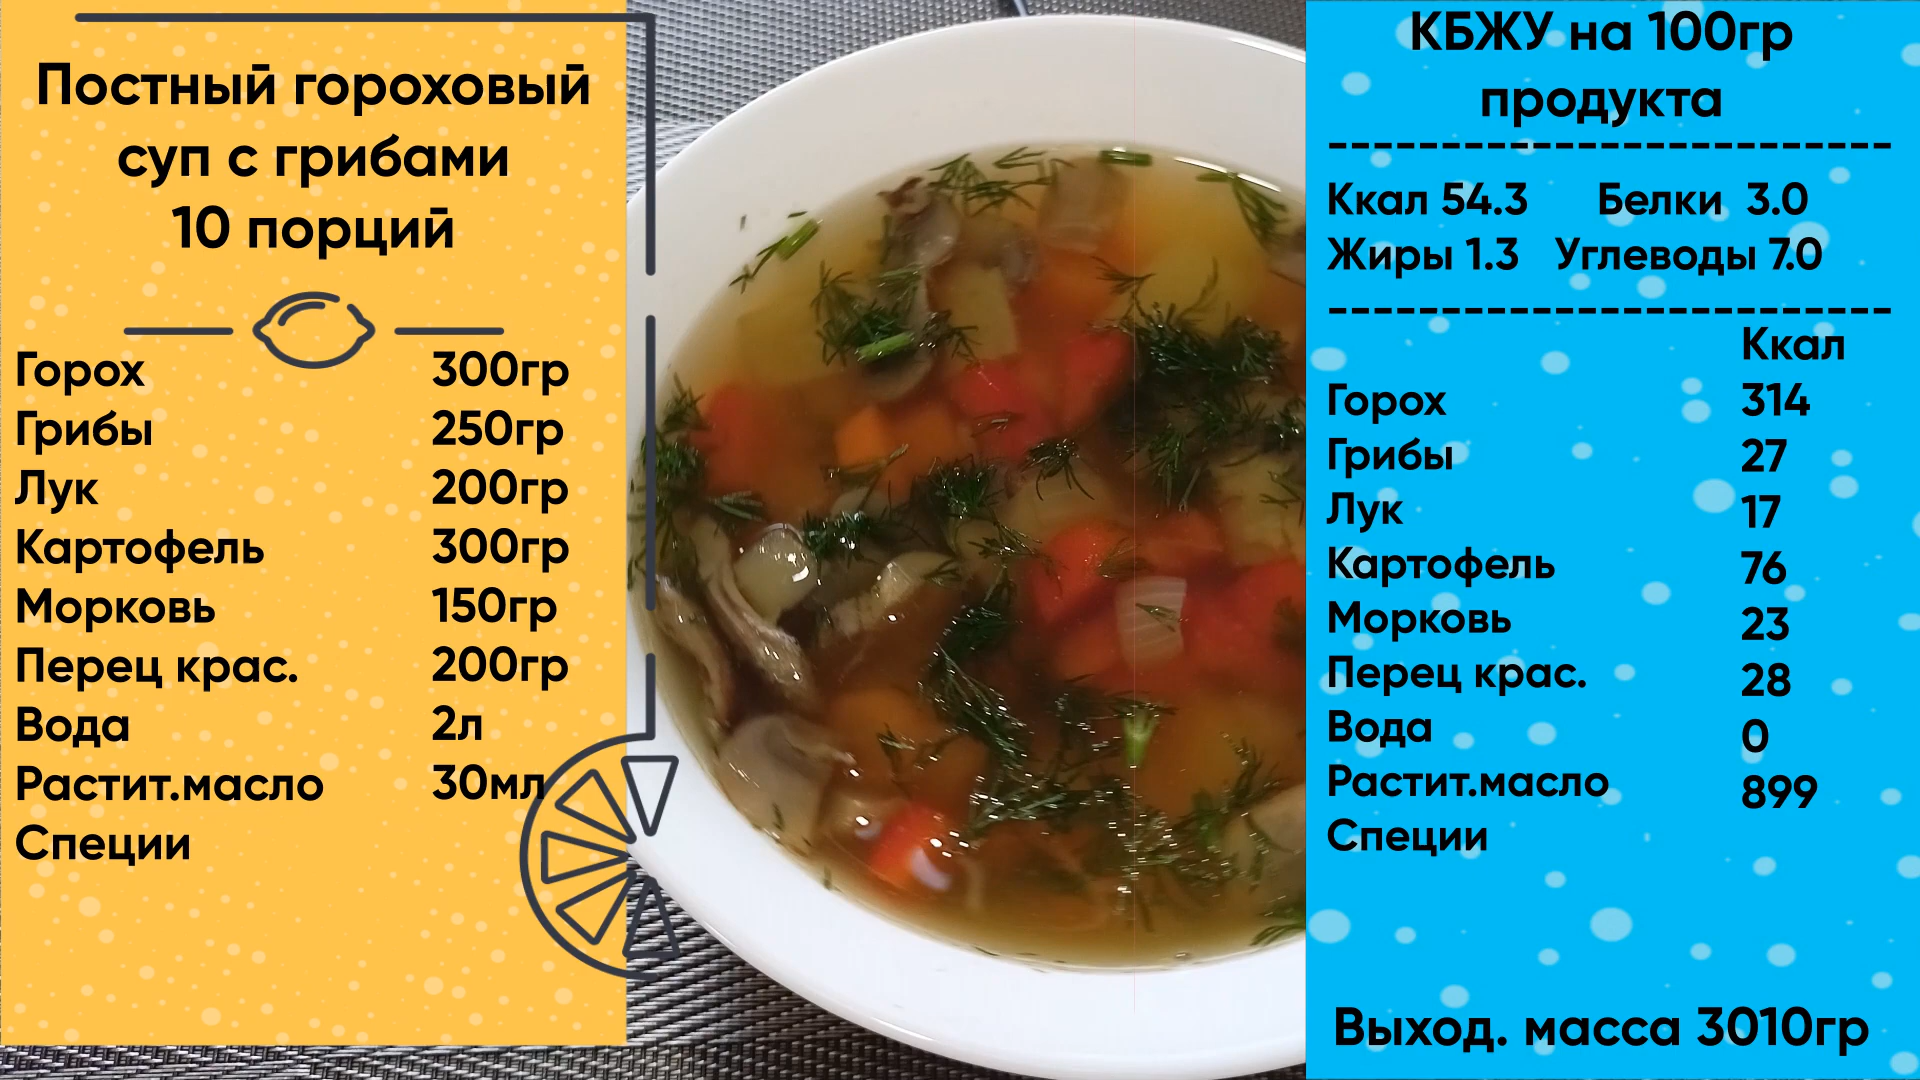 Постный гороховый
суп с грибами
10 порций
Горох 300гр
Грибы 250гр
Лук 200гр
Картофель 300гр
Морковь 150гр
Перец крас. 200гр
Вода 2л
Растит.масло 30мл
Специи
КБЖУ на 100гр
продукта
-------------------------
Ккал 54.3 Белки 3.0
Жиры 1.3 Углеводы 7.0
-------------------------
Ккал
Горох 314
Грибы 27
Лук 17
Картофель 76
Морковь 23
Перец крас. 28
Вода 0
Растит.масло 899
Специи
Выход. масса 3010гр